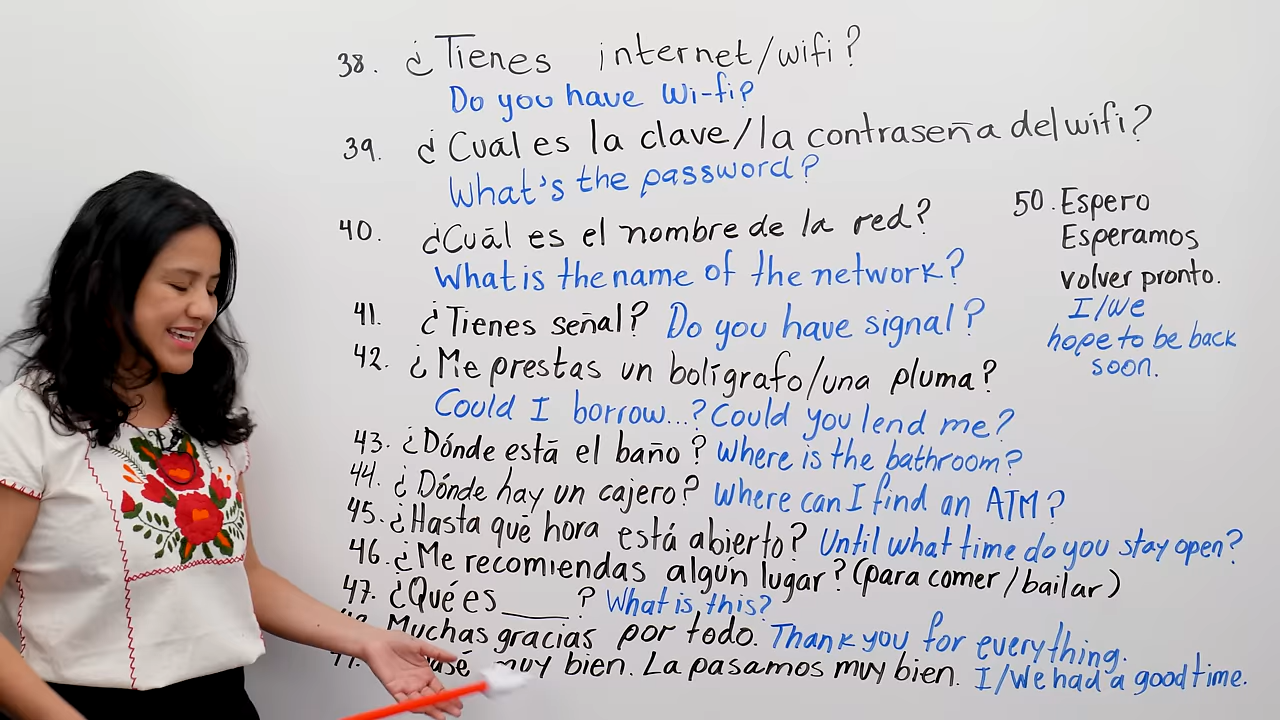 38. ¿Tienes internet/wifi?
Do you have Wi-fi?
39. ¿Cuál es la clave/la contraseña del wifi?
What's the password?
40. ¿Cuál es el nombre de la red?
What is the name of the network?
41. ¿Tienes señal? Do you have signal?
42. ¿Me prestas un bolígrafo/una pluma?
Could I borrow...? Could you lend me?
43. ¿Dónde está el baño? Where is the bathroom?
44. ¿Dónde hay un cajero? Where can I find an ATM?
45. ¿Hasta qué hora está abierto? Until what time do you stay open?
46. ¿Me recomiendas algún lugar? (para comer/bailar)
47. ¿Qué es ____? What is this?
Muchas gracias por todo. Thank you for everything.
muy bien. La pasamos muy bien. I/We had a good time.
50. Espero
Esperamos
volver pronto.
I/We
hope to be back
soon.